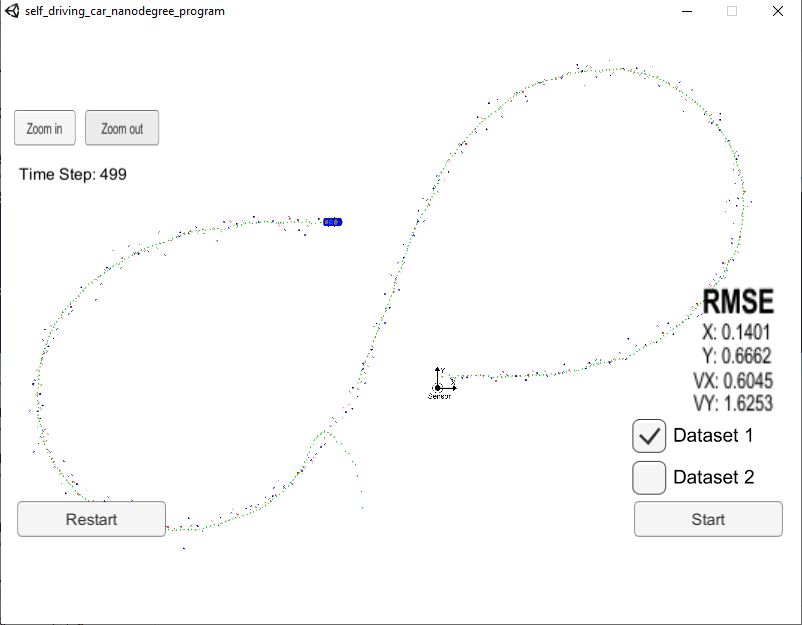 self_driving_car_nanodegree_program
Zoom in
Zoom out
Time Step: 499
RMSE
X: 0.1401
Y: 0.6662
VX: 0.6045
VY: 1.6253
Y
X
Sensor
Dataset 1
Dataset 2
Restart
Start